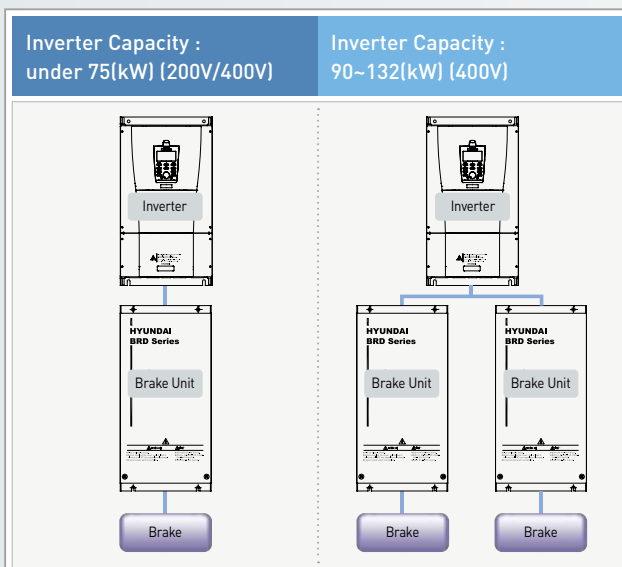 Inverter Capacity :
under 75(kW) (200V/400V)
Inverter Capacity :
90~132(kW) (400V)
Inverter
HYUNDAI
BRD Series
Brake Unit
Brake
Inverter
HYUNDAI
BRD Series
Brake Unit
Brake
HYUNDAI
BRD Series
Brake Unit
Brake